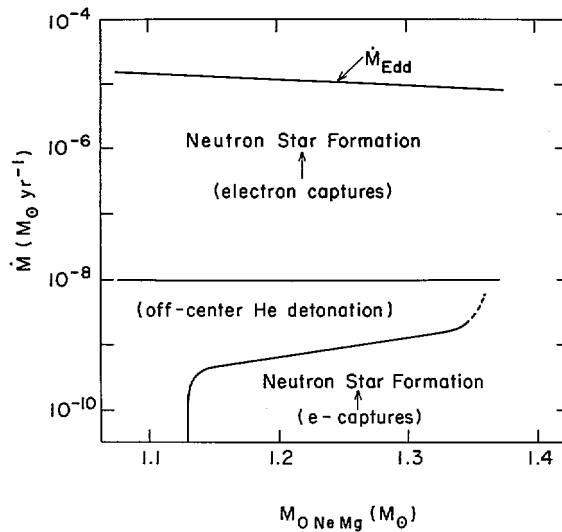 10⁻⁴
Ṁ_Edd
Neutron Star Formation
10⁻⁶
(electron captures)
Ṁ (M_⊙ yr⁻¹)
10⁻⁸
(off-center He detonation)
Neutron Star Formation
10⁻¹⁰
(e-captures)
1.1 1.2 1.3 1.4
M_O Ne Mg (M_⊙)